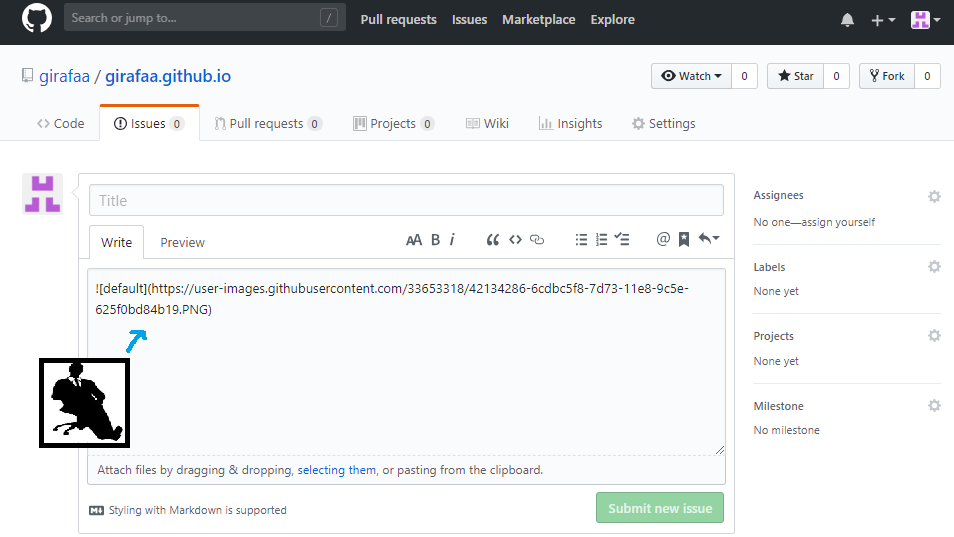 Search or jump to... /
Pull requests Issues Marketplace Explore
girafaa / girafaa.github.io
Watch 0 Star 0 Fork 0
Code Issues 0 Pull requests 0 Projects 0 Wiki Insights Settings
Title
Write Preview
AA B i
![default](https://user-images.githubusercontent.com/33653318/42134286-6cdbc5f8-7d73-11e8-9c5e-
625f0bd84b19.PNG)
Attach files by dragging & dropping, selecting them, or pasting from the clipboard.
Styling with Markdown is supported
Submit new issue
Assignees
No one—assign yourself
Labels
None yet
Projects
None yet
Milestone
No milestone